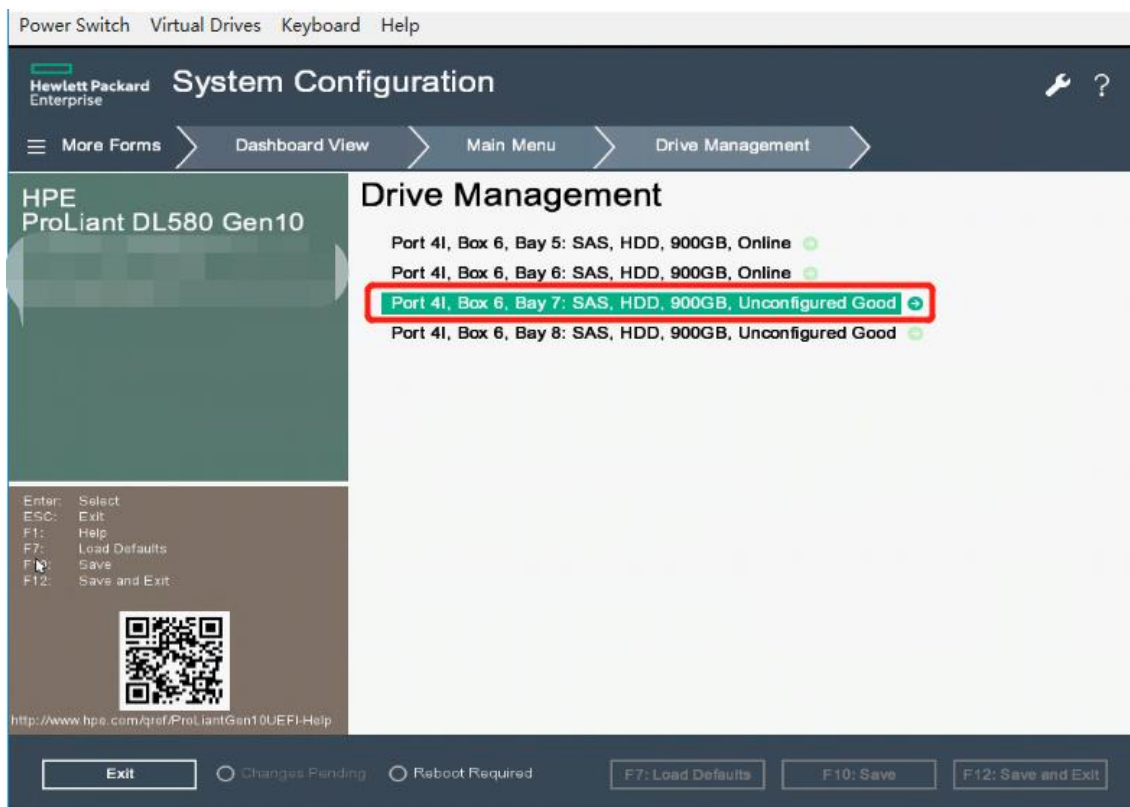 Power Switch Virtual Drives Keyboard Help
Hewlett Packard
Enterprise
System Configuration
?
More Forms
Dashboard View
Main Menu
Drive Management
HPE
ProLiant DL580 Gen10
Drive Management
Port 4I, Box 6, Bay 5: SAS, HDD, 900GB, Online
Port 4I, Box 6, Bay 6: SAS, HDD, 900GB, Online
Port 4I, Box 6, Bay 7: SAS, HDD, 900GB, Unconfigured Good
Port 4I, Box 6, Bay 8: SAS, HDD, 900GB, Unconfigured Good
Enter: Select
ESC: Exit
F1: Help
F7: Load Defaults
Save
F12: Save and Exit
http://www.hpe.com/qref/ProLiantGen10UEFI-Help
Exit
Changes Pending
Reboot Required
F7: Load Defaults
F10: Save
F12: Save and Exit